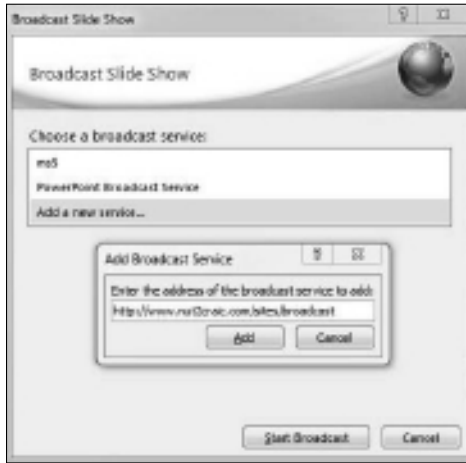 Broadcast Slide Show
Broadcast Slide Show
Choose a broadcast service:
PowerPoint Broadcast Service
Add a new service...
Add Broadcast Service
Enter the address of the broadcast service to add:
Add Cancel
Start Broadcast Cancel